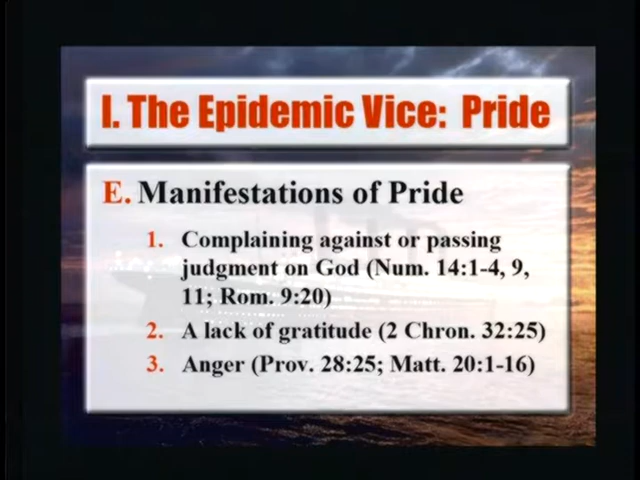 I. The Epidemic Vice: Pride
E. Manifestations of Pride
1. Complaining against or passing
judgment on God (Num. 14:1-4, 9,
11; Rom. 9:20)
2. A lack of gratitude (2 Chron. 32:25)
3. Anger (Prov. 28:25; Matt. 20:1-16)